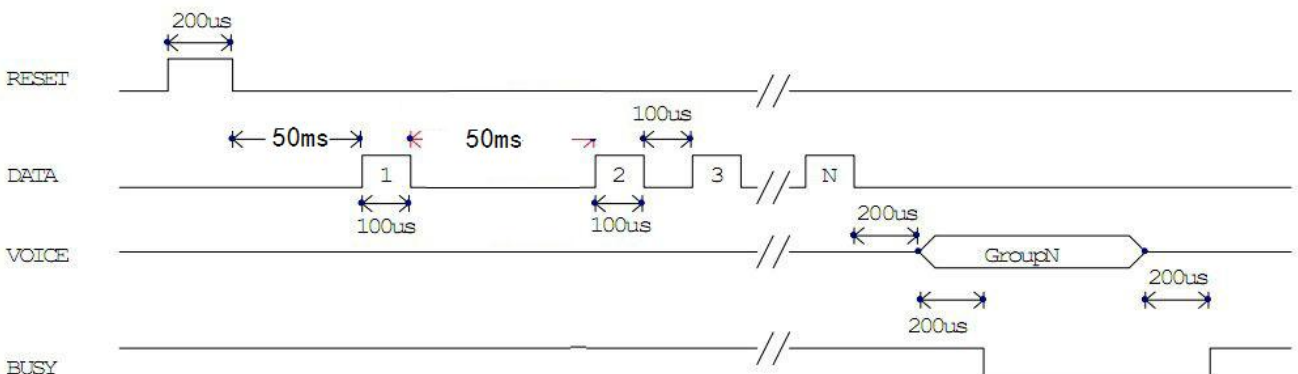 200us
RESET
100us
50ms 50ms
DATA 1 2 3 N
100us 100us 200us
VOICE GroupN
200us 200us
BUSY